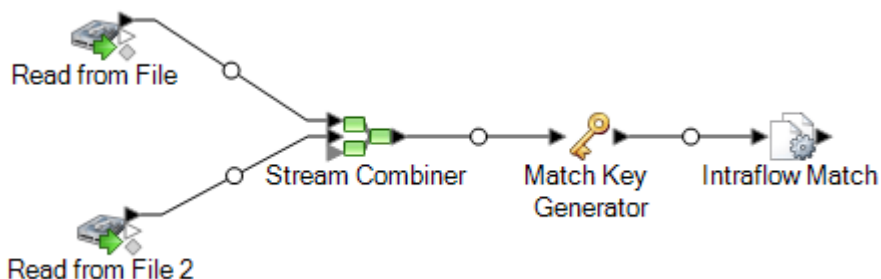 Read from File
Stream Combiner
Match Key
Generator
Intraflow Match
Read from File 2